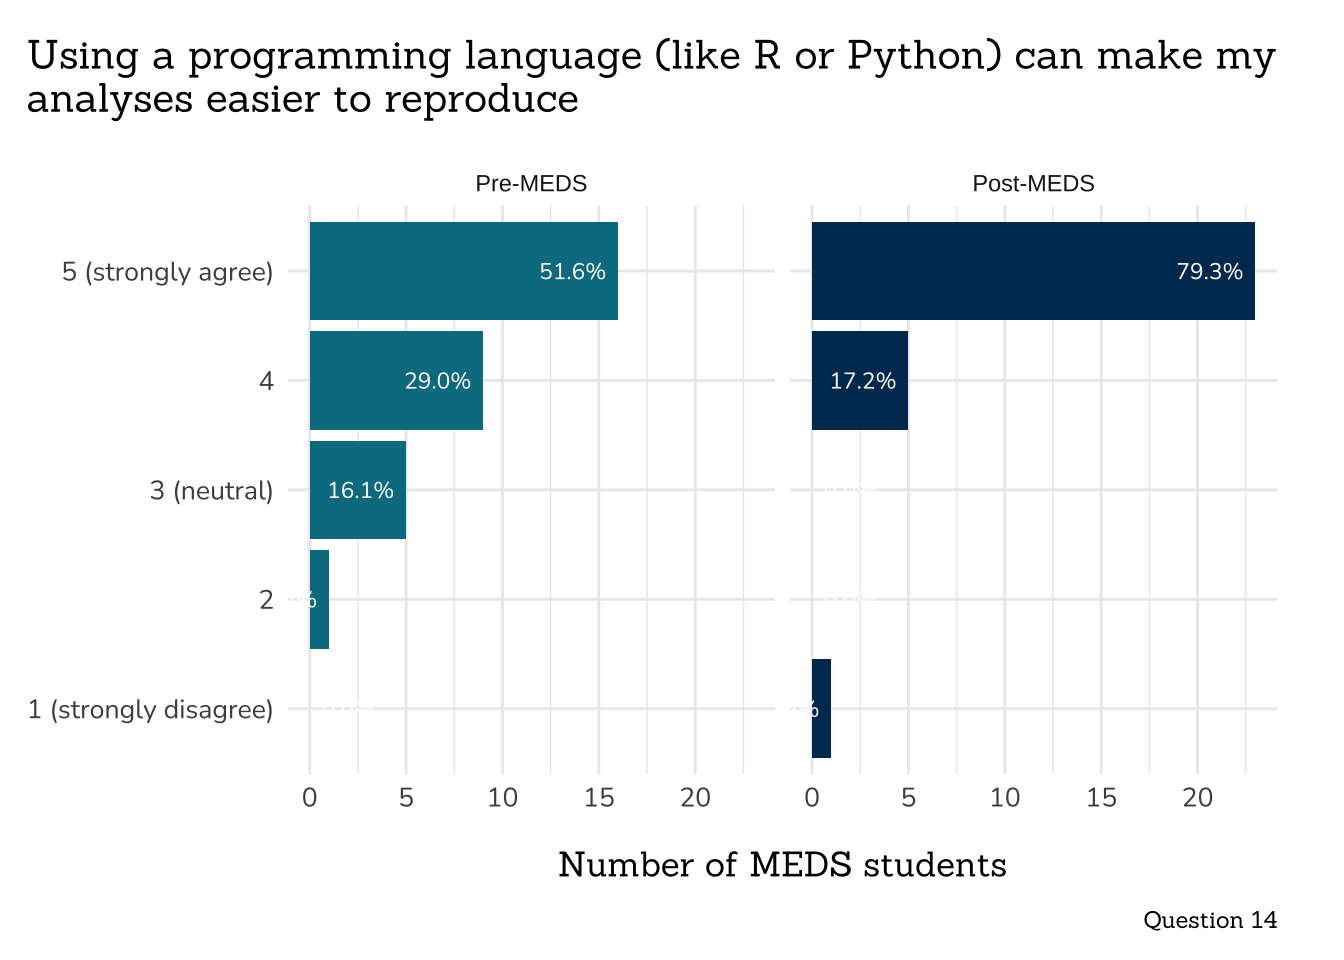 Using a programming language (like R or Python) can make my
analyses easier to reproduce
Pre-MEDS
Post-MEDS
5 (strongly agree)
51.6%
79.3%
4
29.0%
17.2%
3 (neutral)
16.1%
2
%
1 (strongly disagree)
%
0 5 10 15 20
0 5 10 15 20
Number of MEDS students
Question 14